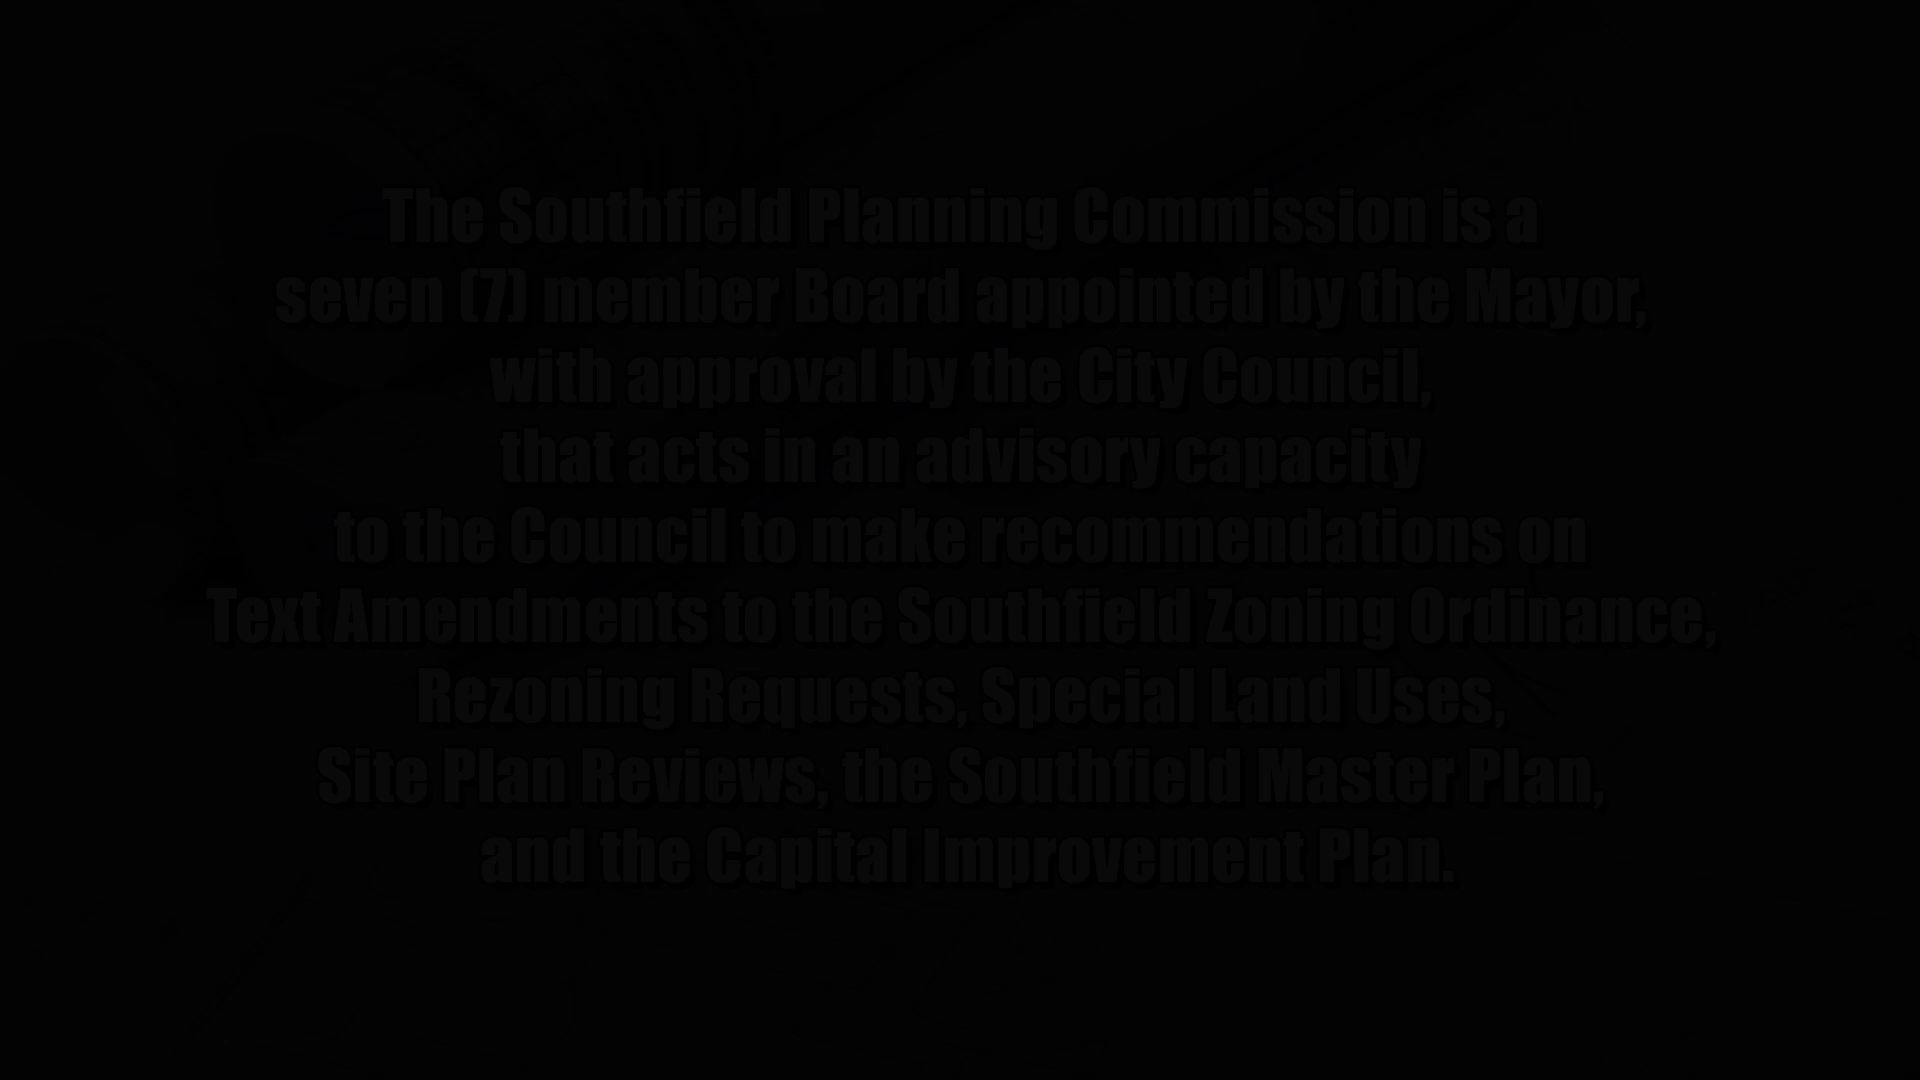 The Southfield Planning Commission is a
seven (7) member Board appointed by the Mayor,
with approval by the City Council,
that acts in an advisory capacity
to the Council to make recommendations on
Text Amendments to the Southfield Zoning Ordinance,
Rezoning Requests, Special Land Uses,
Site Plan Reviews, the Southfield Master Plan,
and the Capital Improvement Plan.